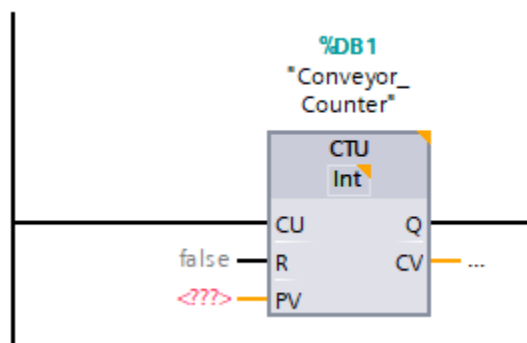 %DB1
"Conveyor_
Counter"
CTU
Int
CU Q
false R CV ...
<???> PV